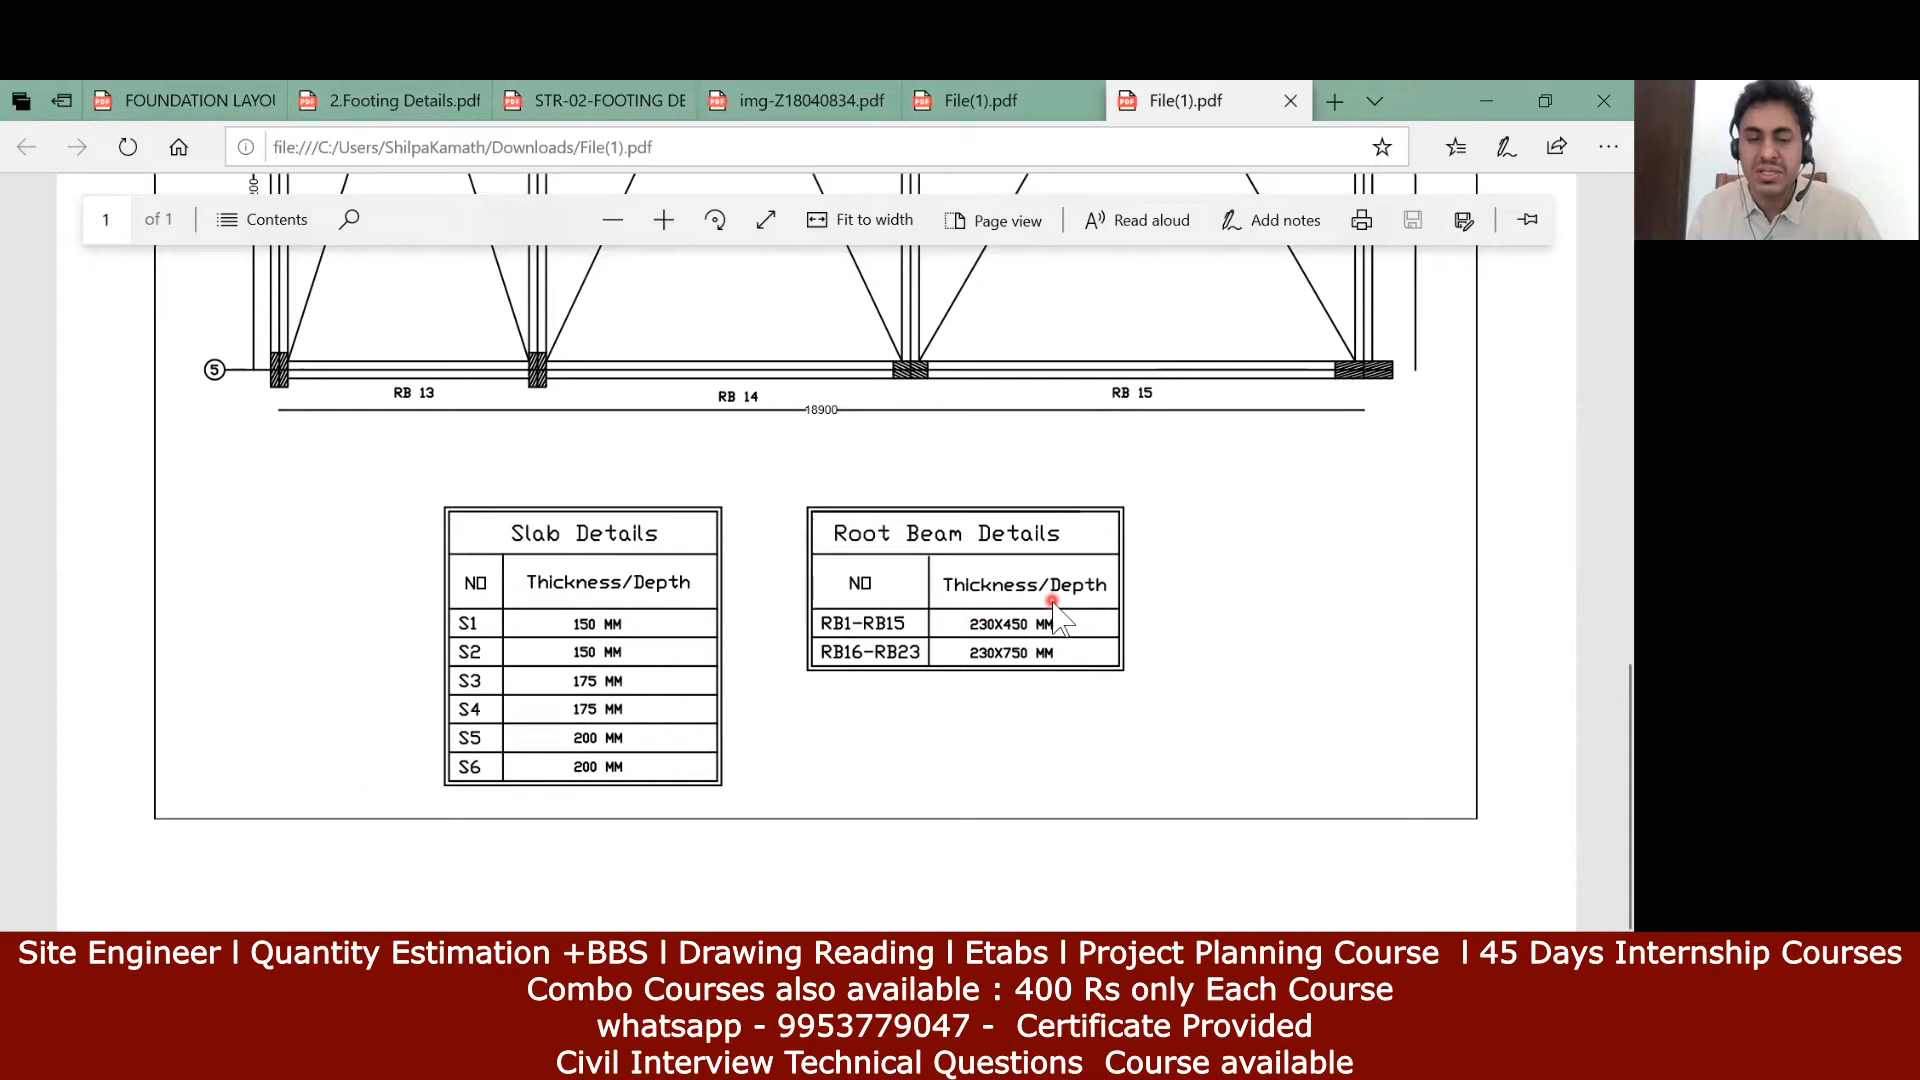 FOUNDATION LAYOU
2.Footing Details.pdf
STR-02-FOOTING DE
img-Z18040834.pdf
File(1).pdf
File(1).pdf
file:///C:/Users/ShilpaKamath/Downloads/File(1).pdf
1 of 1
Contents
Fit to width
Page view
Read aloud
Add notes
5
RB 13
RB 14
RB 15
18900
Slab Details
NO Thickness/Depth
S1 150 MM
S2 150 MM
S3 175 MM
S4 175 MM
S5 200 MM
S6 200 MM
Root Beam Details
NO Thickness/Depth
RB1-RB15 230X450 MM
RB16-RB23 230X750 MM
Site Engineer l Quantity Estimation +BBS l Drawing Reading l Etabs l Project Planning Course l 45 Days Internship Courses
Combo Courses also available : 400 Rs only Each Course
whatsapp - 9953779047 - Certificate Provided
Civil Interview Technical Questions Course available